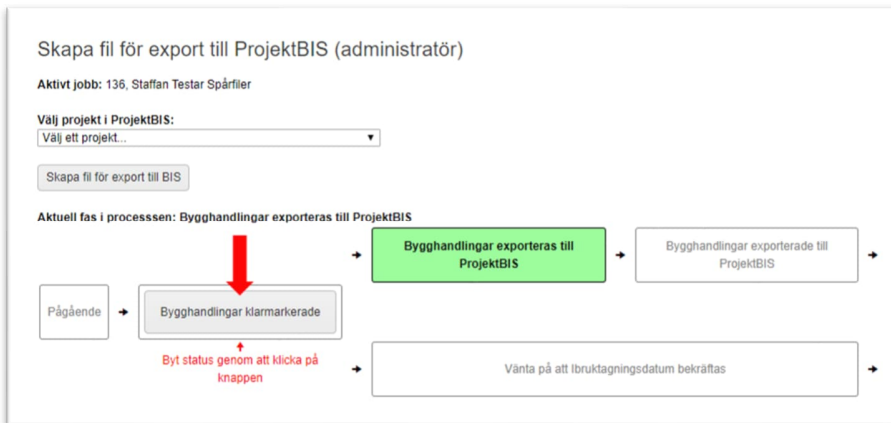 Skapa fil för export till ProjektBIS (administratör)
Aktivt jobb: 136, Staffan Testar Spårfiler
Välj projekt i ProjektBIS:
Välj ett projekt...
Skapa fil för export till BIS
Aktuell fas i processsen: Bygghandlingar exporteras till ProjektBIS
Bygghandlingar exporteras till
ProjektBIS
Bygghandlingar exporterade till
ProjektBIS
Pågående
Bygghandlingar klarmarkerade
Byt status genom att klicka på
knappen
Vänta på att Ibruktagningsdatum bekräftas